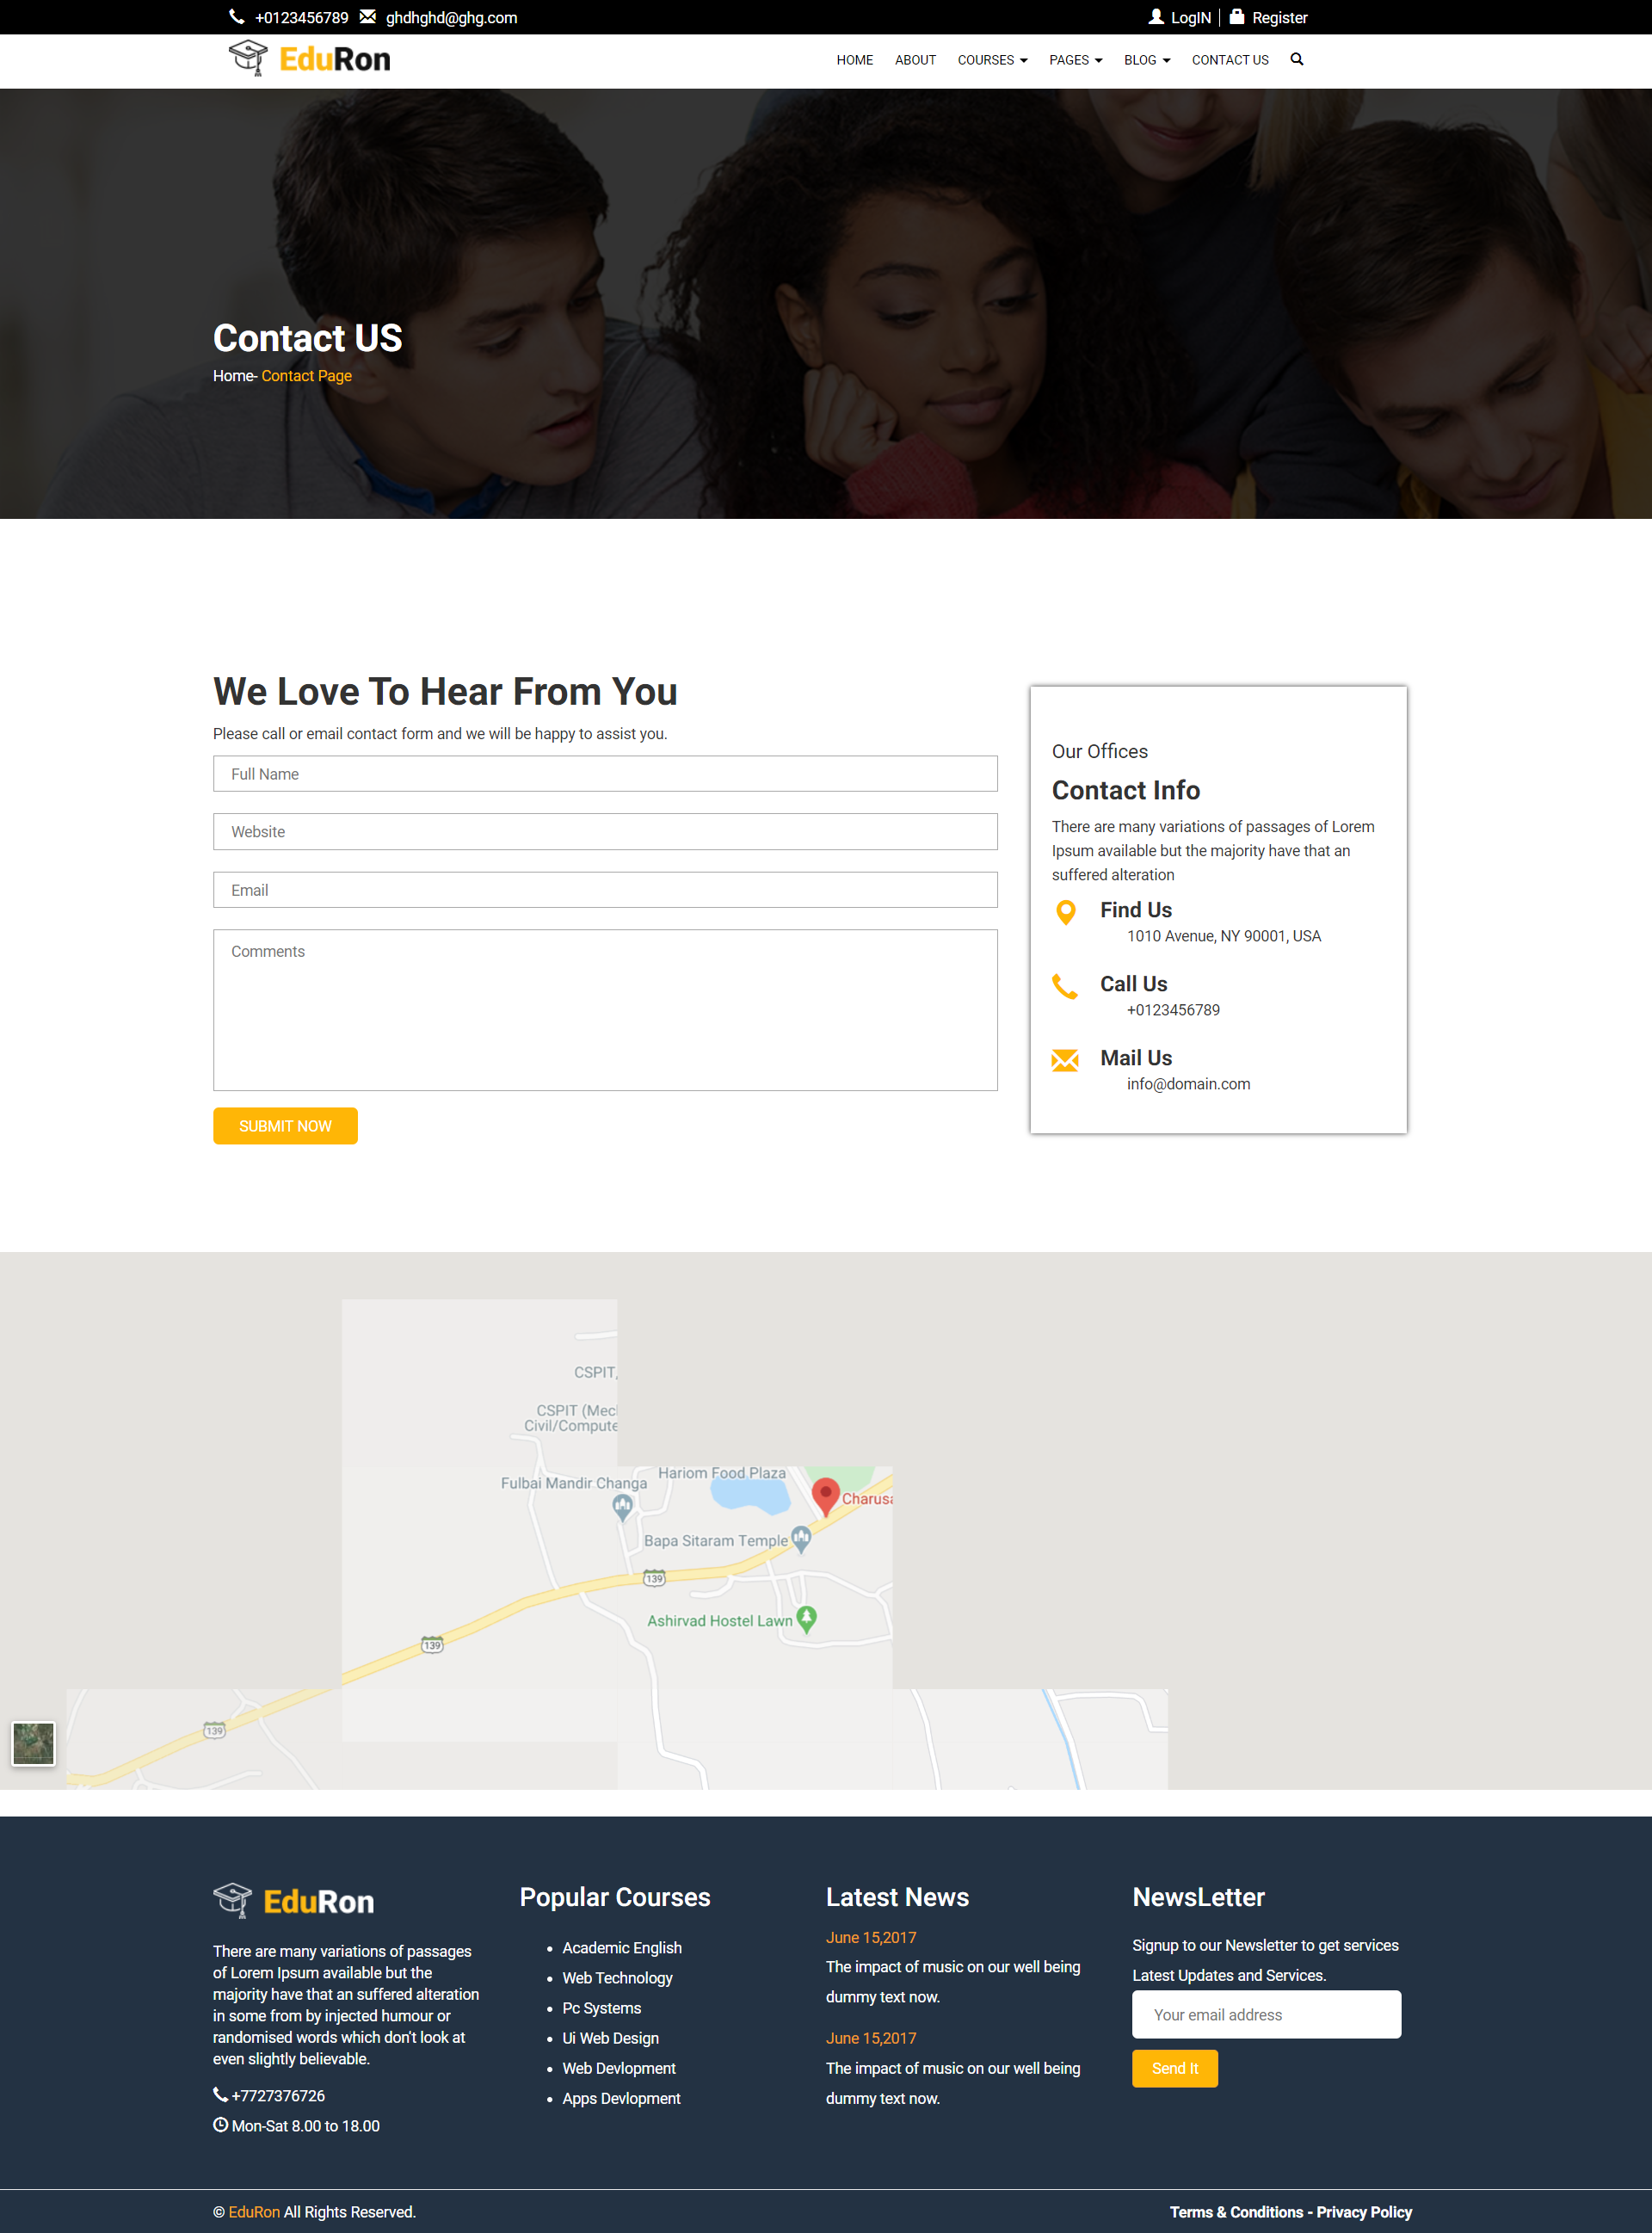 +0123456789 ghdhghd@ghg.com LogIN Register
EduRon HOME ABOUT COURSES PAGES BLOG CONTACT US
Contact US
Home- Contact Page
We Love To Hear From You
Please call or email contact form and we will be happy to assist you.
Full Name
Website
Email
Comments
SUBMIT NOW
Our Offices
Contact Info
There are many variations of passages of Lorem
Ipsum available but the majority have that an
suffered alteration
Find Us
1010 Avenue, NY 90001, USA
Call Us
+0123456789
Mail Us
info@domain.com
CSPIT,
CSPIT (Mecl
Civil/Compute
Hariom Food Plaza
Fulbai Mandir Changa
Charusa
Bapa Sitaram Temple
139
Ashirvad Hostel Lawn
139
139
EduRon
There are many variations of passages
of Lorem Ipsum available but the
majority have that an suffered alteration
in some from by injected humour or
randomised words which don't look at
even slightly believable.
+7727376726
Mon-Sat 8.00 to 18.00
Popular Courses
Academic English
Web Technology
Pc Systems
Ui Web Design
Web Devlopment
Apps Devlopment
Latest News
June 15,2017
The impact of music on our well being
dummy text now.
June 15,2017
The impact of music on our well being
dummy text now.
NewsLetter
Signup to our Newsletter to get services
Latest Updates and Services.
Your email address
Send It
© EduRon All Rights Reserved.
Terms & Conditions - Privacy Policy